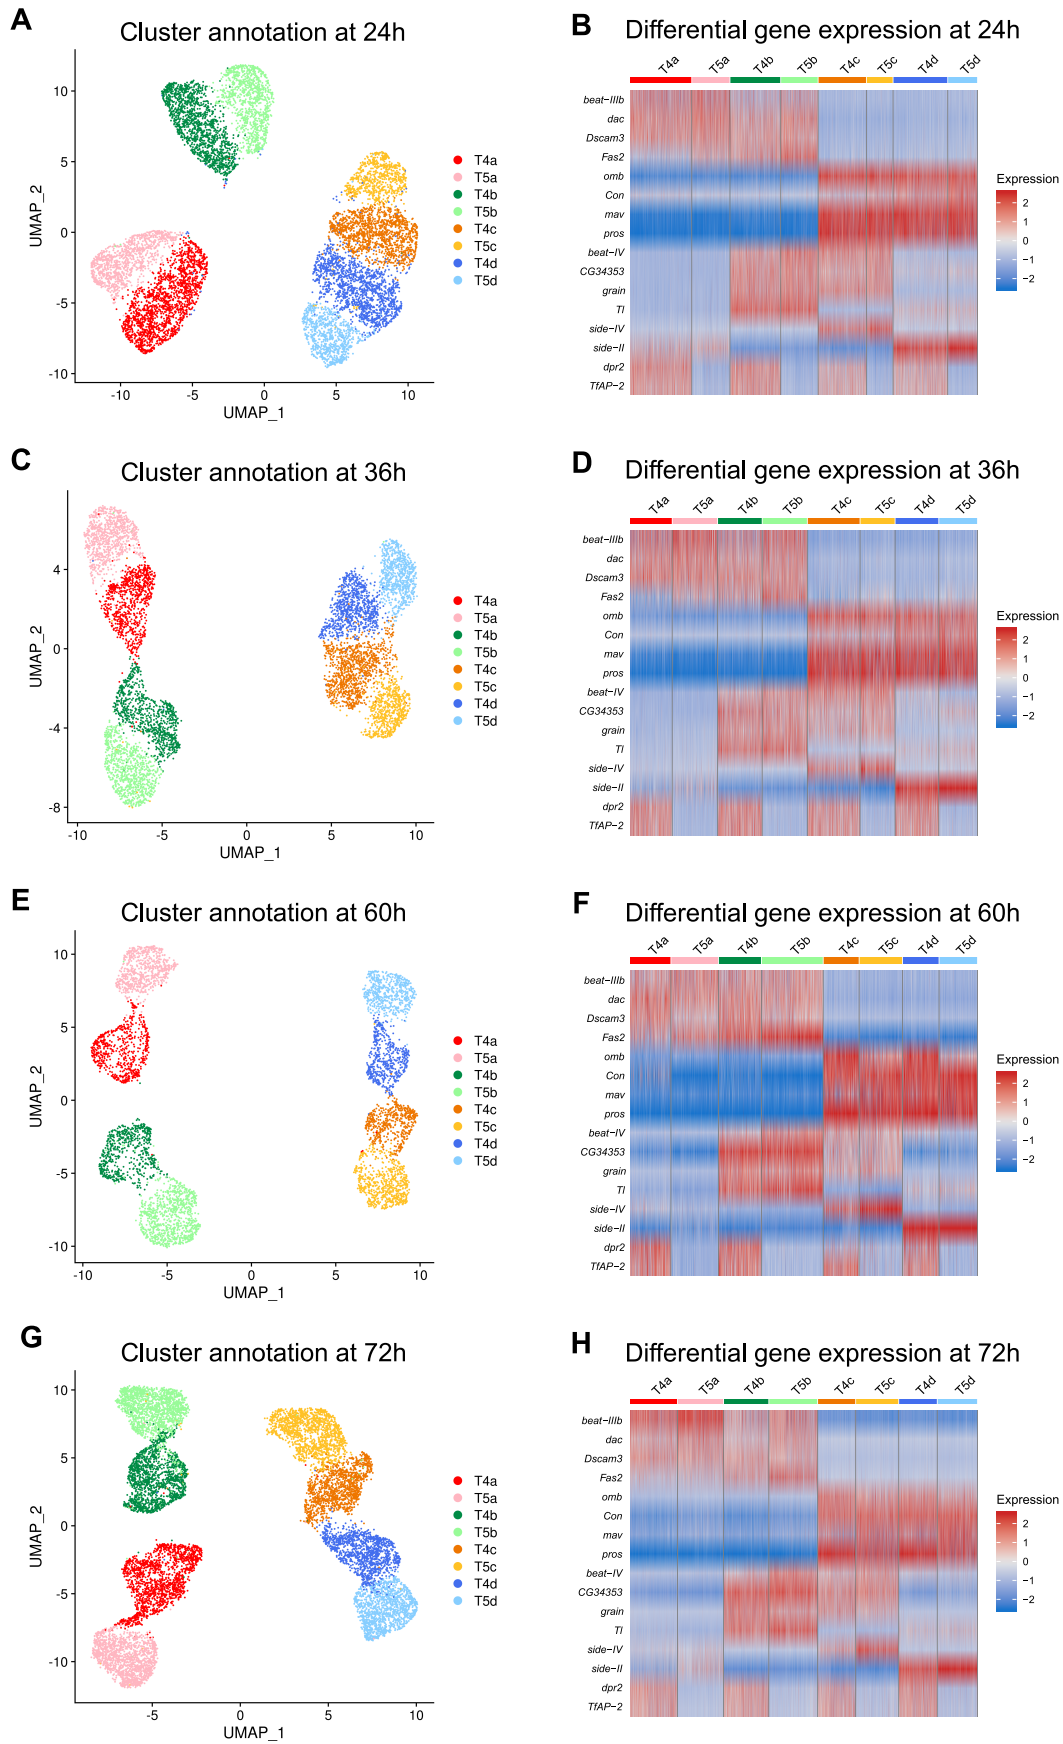 A
Cluster annotation at 24h
UMAP_2
10
5
0
-5
-10
-10
-5
0
5
10
UMAP_1
T4a
T5a
T4b
T5b
T4c
T5c
T4d
T5d
B
Differential gene expression at 24h
T4a
T5a
T4b
T5b
T4c
T5c
T4d
T5d
beat−IIIb
dac
Dscam3
Fas2
omb
Con
mav
pros
beat−IV
CG34353
grain
Tl
side−IV
side−II
dpr2
TfAP−2
Expression
2
1
0
−1
−2
C
Cluster annotation at 36h
UMAP_2
4
0
-4
-8
-10
-5
0
5
10
UMAP_1
T4a
T5a
T4b
T5b
T4c
T5c
T4d
T5d
D
Differential gene expression at 36h
T4a
T5a
T4b
T5b
T4c
T5c
T4d
T5d
beat−IIIb
dac
Dscam3
Fas2
omb
Con
mav
pros
beat−IV
CG34353
grain
Tl
side−IV
side−II
dpr2
TfAP−2
Expression
2
1
0
−1
−2
E
Cluster annotation at 60h
UMAP_2
10
5
0
-5
-10
-10
-5
0
5
10
UMAP_1
T4a
T5a
T4b
T5b
T4c
T5c
T4d
T5d
F
Differential gene expression at 60h
T4a
T5a
T4b
T5b
T4c
T5c
T4d
T5d
beat−IIIb
dac
Dscam3
Fas2
omb
Con
mav
pros
beat−IV
CG34353
grain
Tl
side−IV
side−II
dpr2
TfAP−2
Expression
2
1
0
−1
−2
G
Cluster annotation at 72h
UMAP_2
10
5
0
-5
-10
-5
0
5
10
UMAP_1
T4a
T5a
T4b
T5b
T4c
T5c
T4d
T5d
H
Differential gene expression at 72h
T4a
T5a
T4b
T5b
T4c
T5c
T4d
T5d
beat−IIIb
dac
Dscam3
Fas2
omb
Con
mav
pros
beat−IV
CG34353
grain
Tl
side−IV
side−II
dpr2
TfAP−2
Expression
2
1
0
−1
−2